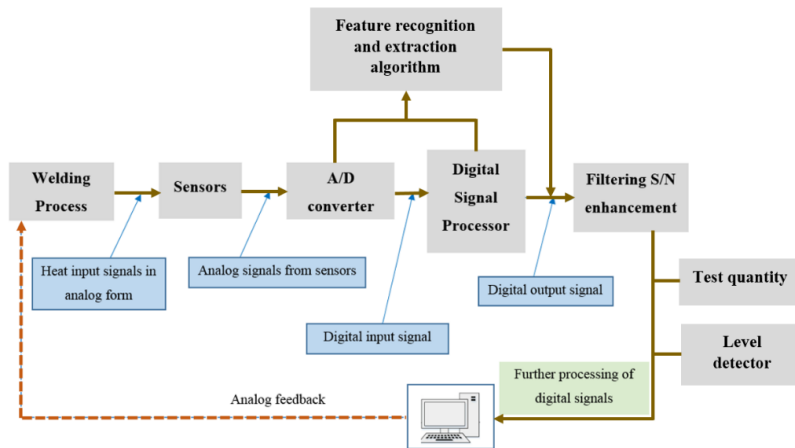 Feature recognition
and extraction
algorithm
Welding
Process
Sensors
A/D
converter
Digital
Signal
Processor
Filtering S/N
enhancement
Heat input signals in
analog form
Analog signals from sensors
Digital input signal
Digital output signal
Test quantity
Level
detector
Further processing of
digital signals
Analog feedback